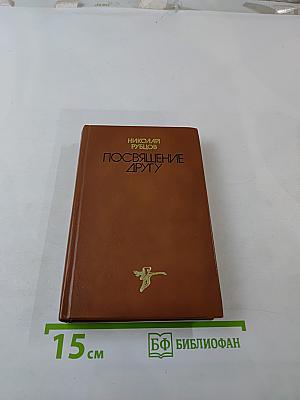 НИКОЛАЙ
РУБЦОВ
ПОСВЯЩЕНИЕ
ДРУГУ
15 см
БФ БИБЛИОФАН